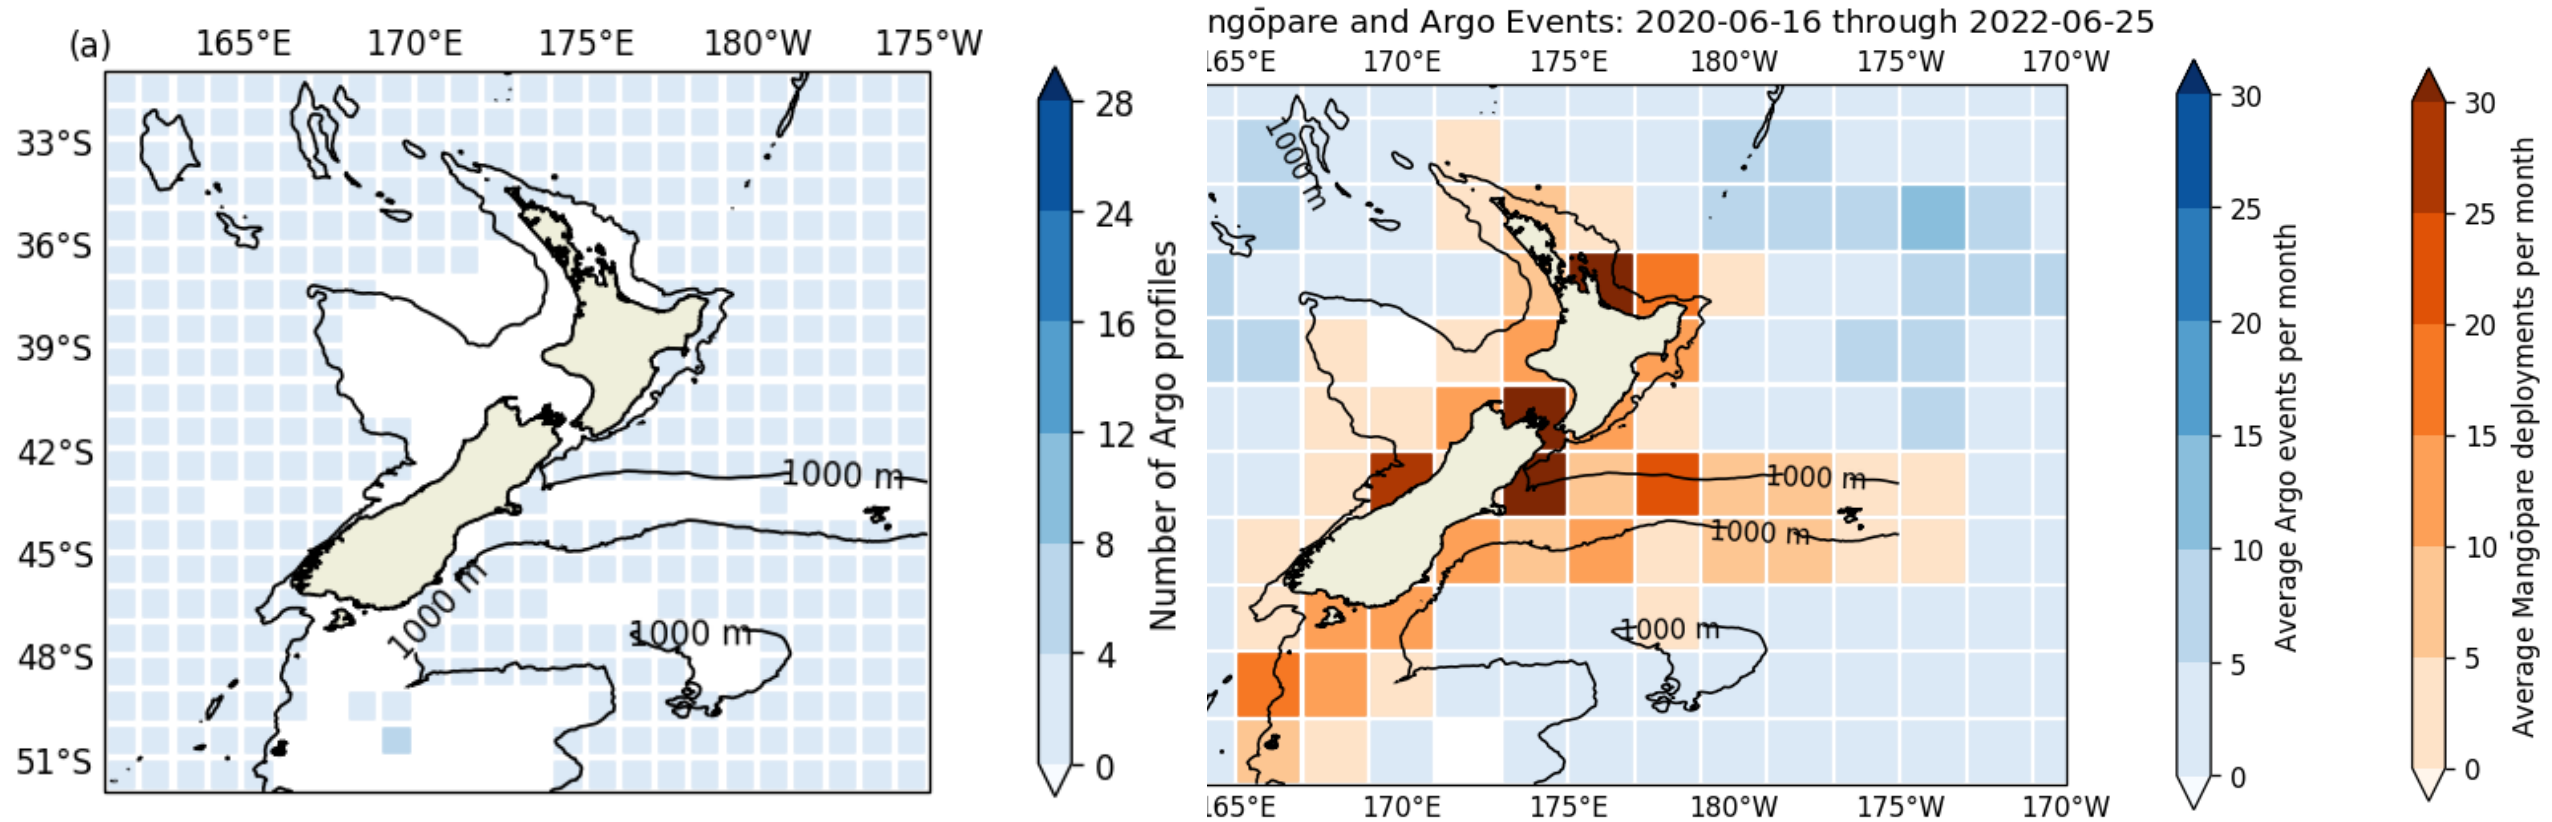 (a) 165°E 170°E 175°E 180°W 175°W
33°S
36°S
39°S
42°S
45°S
48°S
51°S
1000 m
1000 m
1000 m
28
24
16
12
8
4
0
Number of Argo profiles
ngōpare and Argo Events: 2020-06-16 through 2022-06-25
165°E 170°E 175°E 180°W 175°W 170°W
1000m
1000 m
1000 m
1000 m
165°E 170°E 175°E 180°W 175°W 170°W
30
25
20
15
10
5
0
Average Argo events per month
30
25
20
15
10
5
0
Average Mangōpare deployments per month